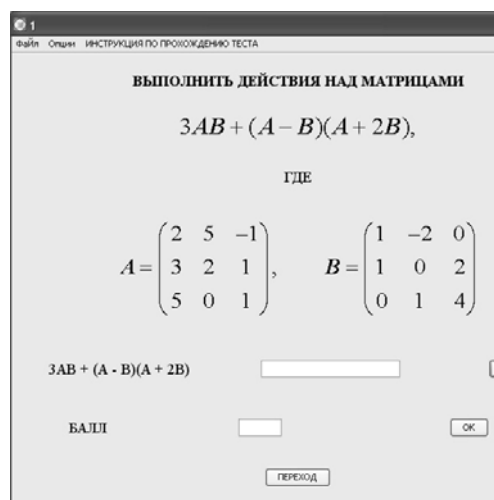 1
Файл Опции ИНСТРУКЦИЯ ПО ПРОХОЖДЕНИЮ ТЕСТА
ВЫПОЛНИТЬ ДЕЙСТВИЯ НАД МАТРИЦАМИ
3AB + (A − B)(A + 2B),
ГДЕ
2 5 −1 1 −2 0
A = 3 2 1 , B = 1 0 2
5 0 1 0 1 4
3AB + (A - B)(A + 2B)
БАЛЛ OK
ПЕРЕХОД